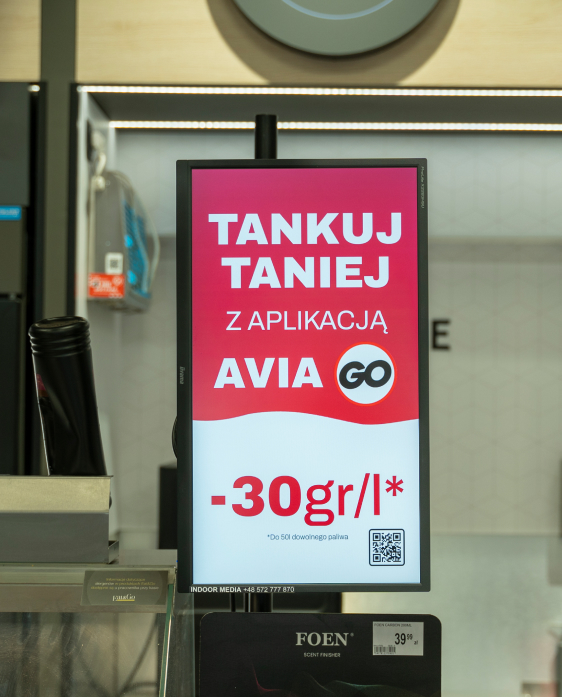 TANKUJ
TANIEJ
Z APLIKACJĄ
AVIA GO
-30gr/l*
*Do 50l dowolnego paliwa
INDOOR MEDIA +48 572 777 870
FOEN®
SCENT FINISHER
39 99 zł
E